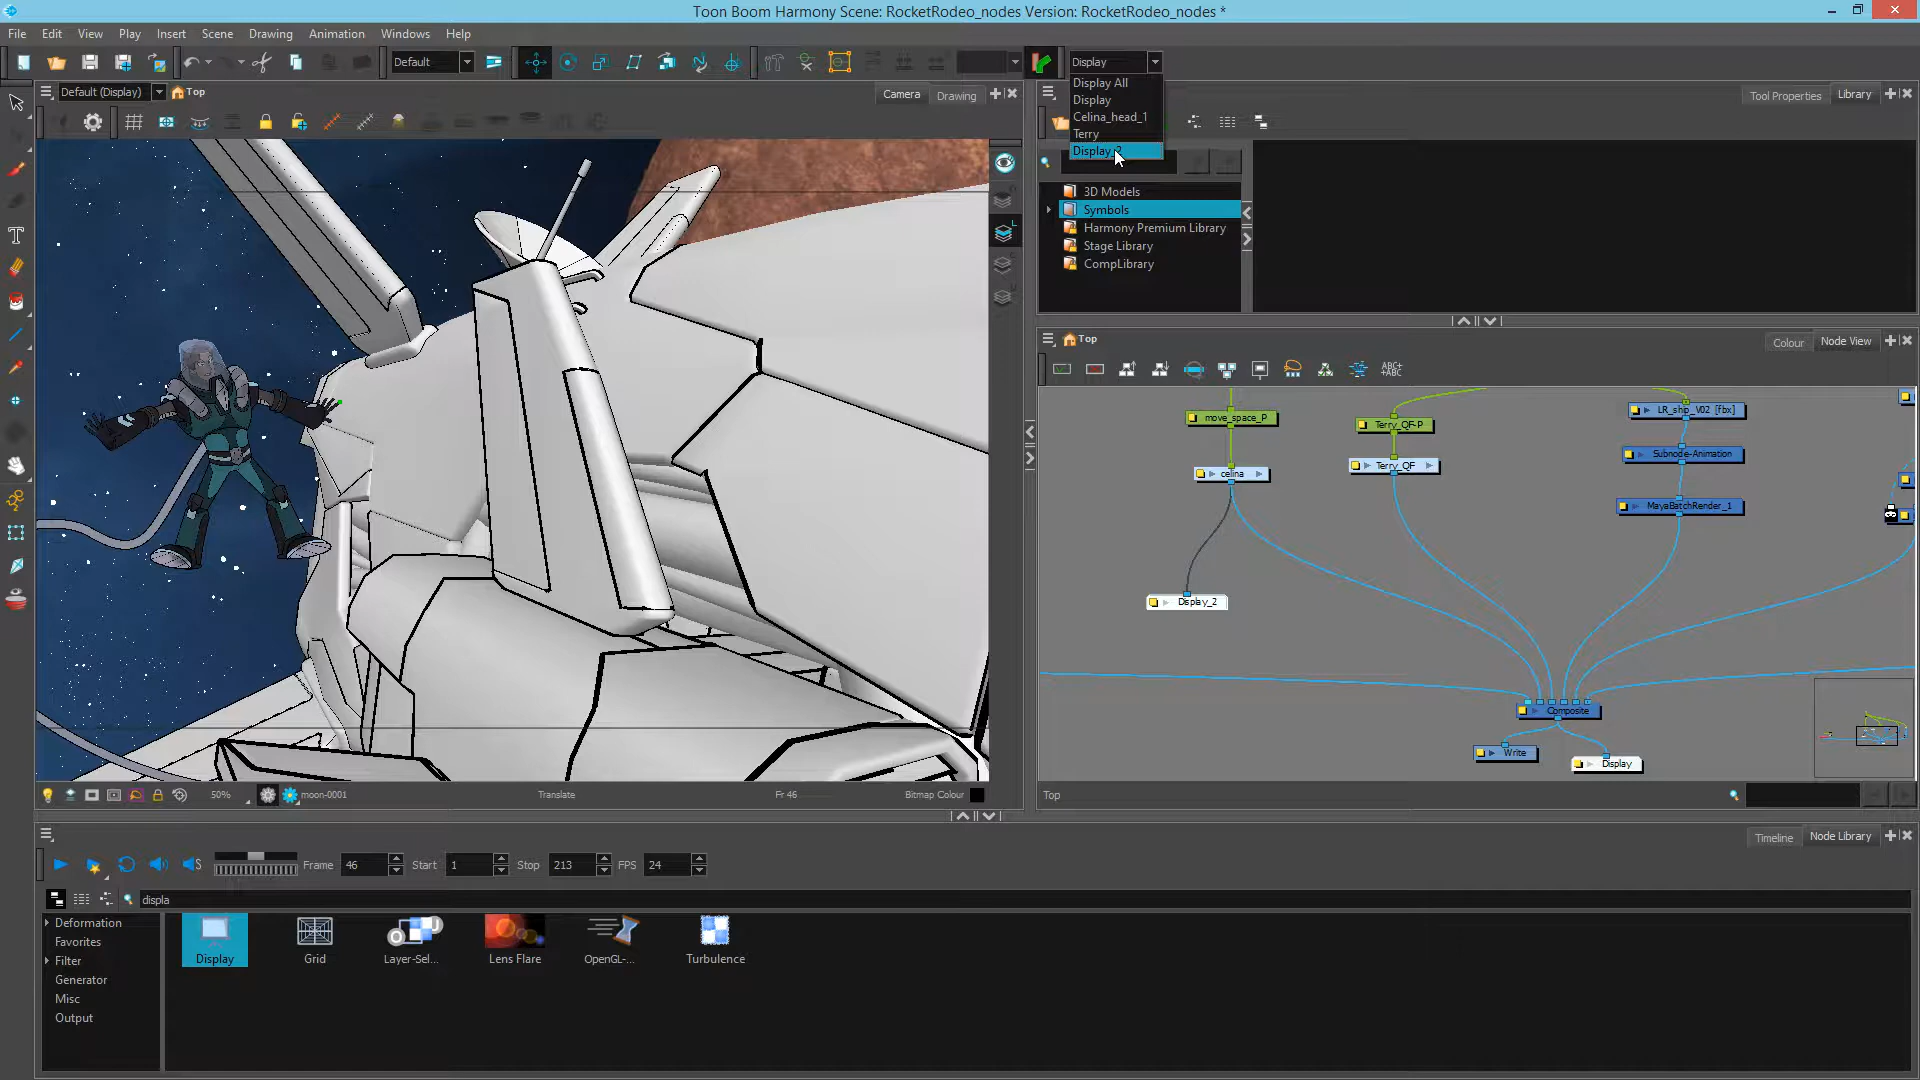 Toon Boom Harmony Scene: RocketRodeo_nodes Version: RocketRodeo_nodes *
File Edit View Play Insert Scene Drawing Animation Windows Help
Default
Display
Display All
Display
Celina_head_1
Terry
Display_2
Default (Display)
Top
Camera
Drawing
Tool Properties
Library
3D Models
Symbols
Harmony Premium Library
Stage Library
CompLibrary
Top
Colour
Node View
ABC+
+ABC
move_space_P
Terry_QF-P
LR_ship_V02 [fbx]
celina
Terry_QF
Subnode-Animation
MayaBatchRender_1
Display_2
Composite
Write
Display
50%
moon-0001
Translate
Fr 46
Bitmap Colour
Top
Timeline
Node Library
Frame 46 Start 1 Stop 213 FPS 24
displa
Deformation
Favorites
Filter
Generator
Misc
Output
Display
Grid
Layer-Sel...
Lens Flare
OpenGL-...
Turbulence